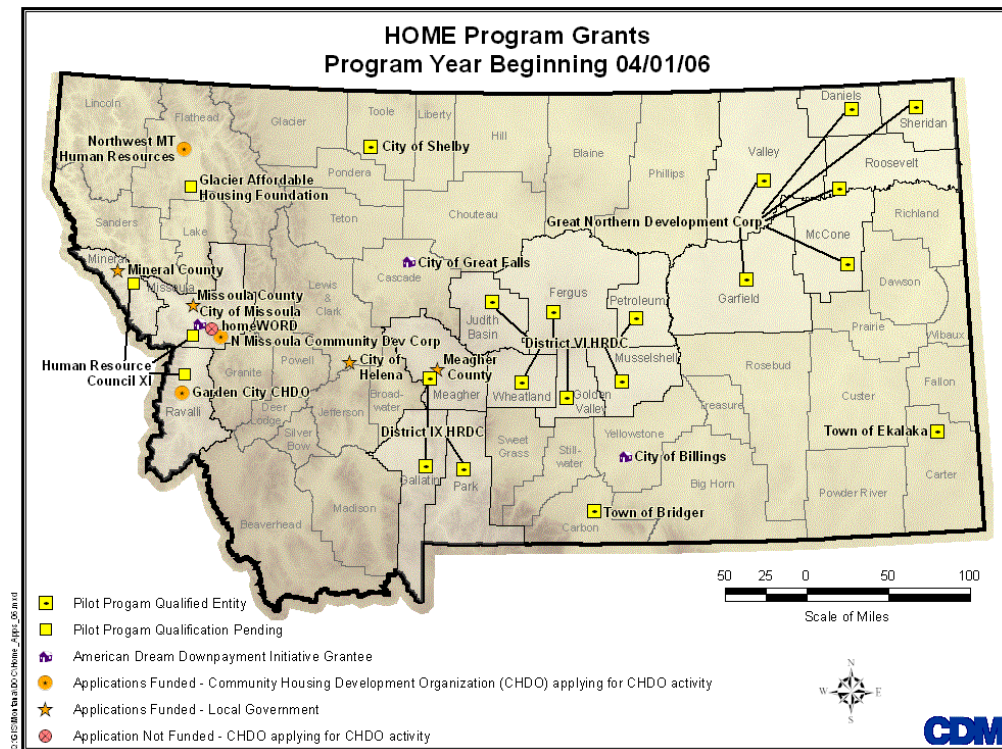 HOME Program Grants
Program Year Beginning 04/01/06
Lincoln
Flathead
Glacier
Toole
Liberty
Hill
Blaine
Phillips
Valley
Daniels
Sheridan
Roosevelt
Northwest MT
Human Resources
City of Shelby
Pondera
Glacier Affordable
Housing Foundation
Sanders
Lake
Teton
Chouteau
Great Northern Development Corp.
McCone
Richland
Dawson
Mineral
Mineral County
Missoula
City of Great Falls
Cascade
Lewis
&
Clark
Missoula County
City of Missoula
homeWORD
N Missoula Community Dev Corp
Judith
Basin
Fergus
Petroleum
Garfield
Prairie
Wibaux
District VI HRDC
Musselshell
Human Resource
Council XI
Powell
Granite
City of
Helena
Meagher
County
Meagher
Broad-
water
Wheatland
Golden
Valley
Rosebud
Fallon
Custer
Treasure
Garden City CHDO
Ravalli
Deer
Lodge
Silver
Bow
Jefferson
District IX HRDC
Sweet
Grass
Still-
water
Yellowstone
City of Billings
Town of Ekalaka
Gallatin
Park
Big Horn
Powder River
Carter
Madison
Beaverhead
Carbon
Town of Bridger
50 25 0 50 100
Scale of Miles
Pilot Progam Qualified Entity
Pilot Progam Qualification Pending
American Dream Downpayment Initiative Grantee
Applications Funded - Community Housing Development Organization (CHDO) applying for CHDO activity
Applications Funded - Local Government
Application Not Funded - CHDO applying for CHDO activity
N
W E
S
CDM